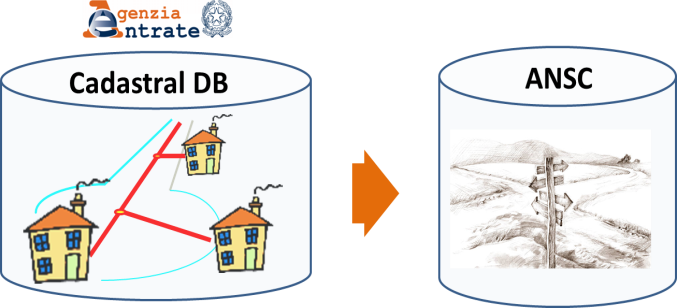 Agenzia
Entrate
Cadastral DB
ANSC